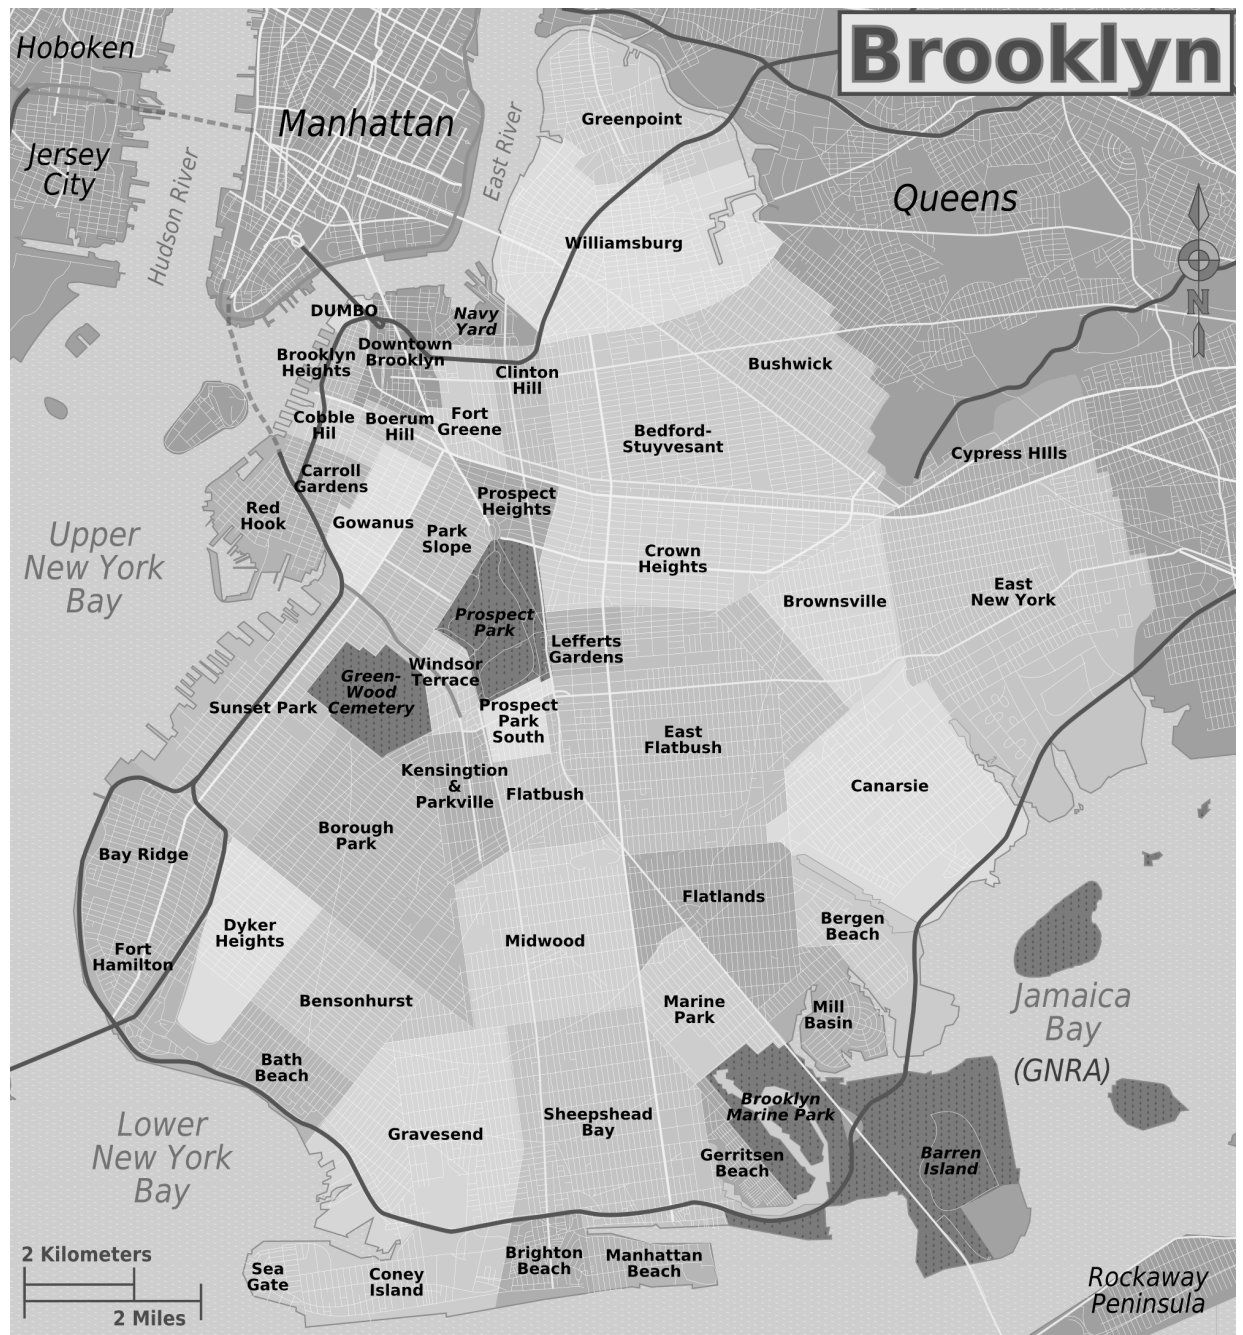 Brooklyn
Hoboken
Manhattan
Jersey
City
Hudson River
East River
Greenpoint
Queens
Williamsburg
N
DUMBO
Navy
Yard
Downtown
Brooklyn
Brooklyn
Heights
Clinton
Hill
Bushwick
Cobble
Hil
Boerum
Hill
Fort
Greene
Bedford-
Stuyvesant
Cypress HIlls
Carroll
Gardens
Red
Hook
Gowanus
Park
Slope
Prospect
Heights
Crown
Heights
Upper
New York
Bay
Brownsville
East
New York
Prospect
Park
Lefferts
Gardens
Windsor
Terrace
Green-
Wood
Cemetery
Sunset Park
Prospect
Park
South
East
Flatbush
Kensingtion
&
Parkville
Flatbush
Canarsie
Borough
Park
Bay Ridge
Flatlands
Bergen
Beach
Dyker
Heights
Midwood
Fort
Hamilton
Bensonhurst
Marine
Park
Mill
Basin
Jamaica
Bay
(GNRA)
Bath
Beach
Brooklyn
Marine Park
Sheepshead
Bay
Gravesend
Lower
New York
Bay
Gerritsen
Beach
Barren
Island
2 Kilometers
2 Miles
Sea
Gate
Coney
Island
Brighton
Beach
Manhattan
Beach
Rockaway
Peninsula